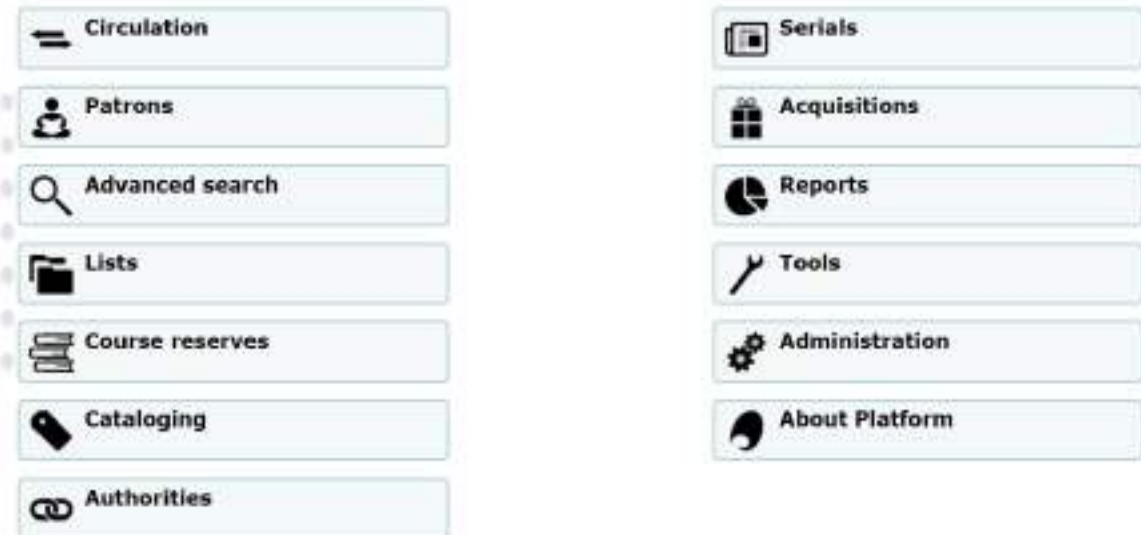 Circulation
Patrons
Advanced search
Lists
Course reserves
Cataloging
Authorities
Serials
Acquisitions
Reports
Tools
Administration
About Platform